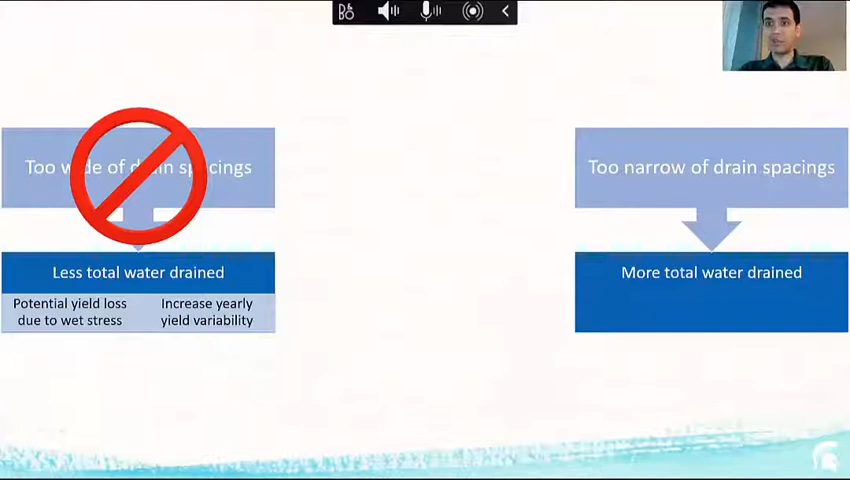 Too wide of drain spacings
Less total water drained
Potential yield loss
due to wet stress
Increase yearly
yield variability
Too narrow of drain spacings
More total water drained